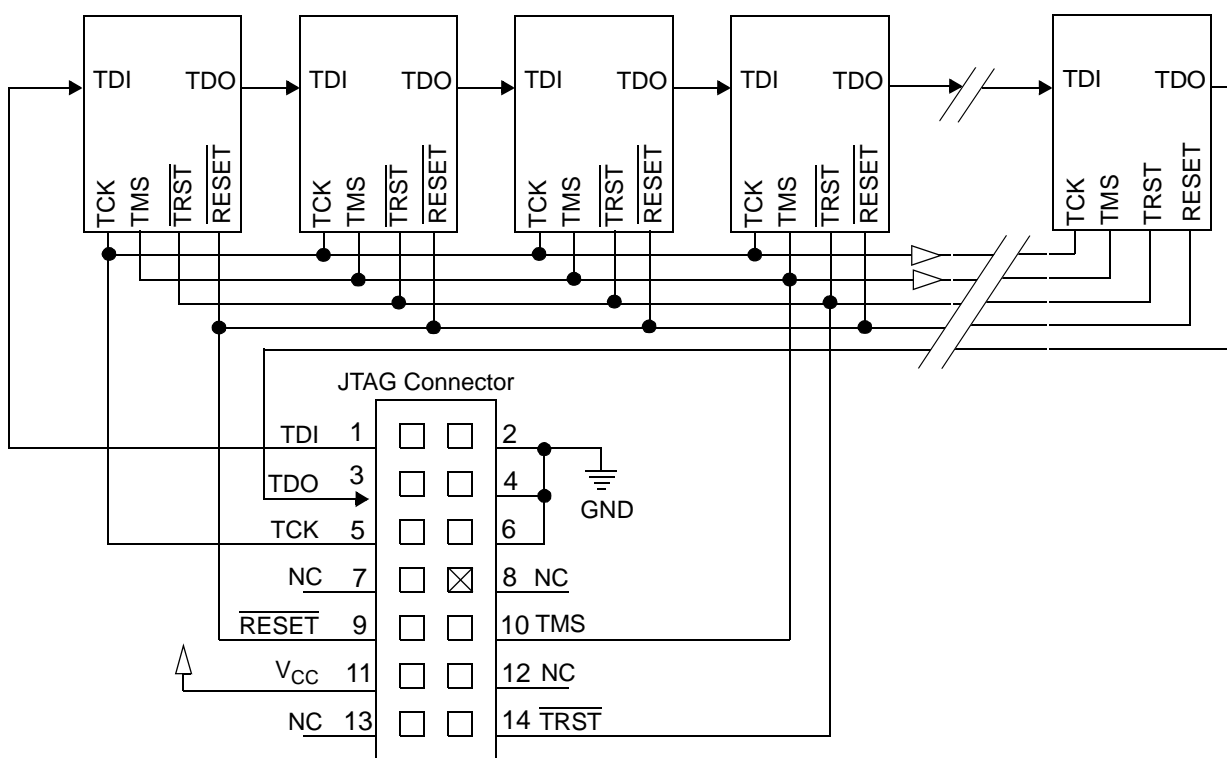 TDI TDO TDI TDO TDI TDO TDI TDO TDI TDO
TCK TMS TRST RESET TCK TMS TRST RESET TCK TMS TRST RESET TCK TMS TRST RESET TCK TMS TRST RESET
JTAG Connector
TDI 1 2
TDO 3 4
GND
TCK 5 6
NC 7 8 NC
RESET 9 10 TMS
VCC 11 12 NC
NC 13 14 TRST